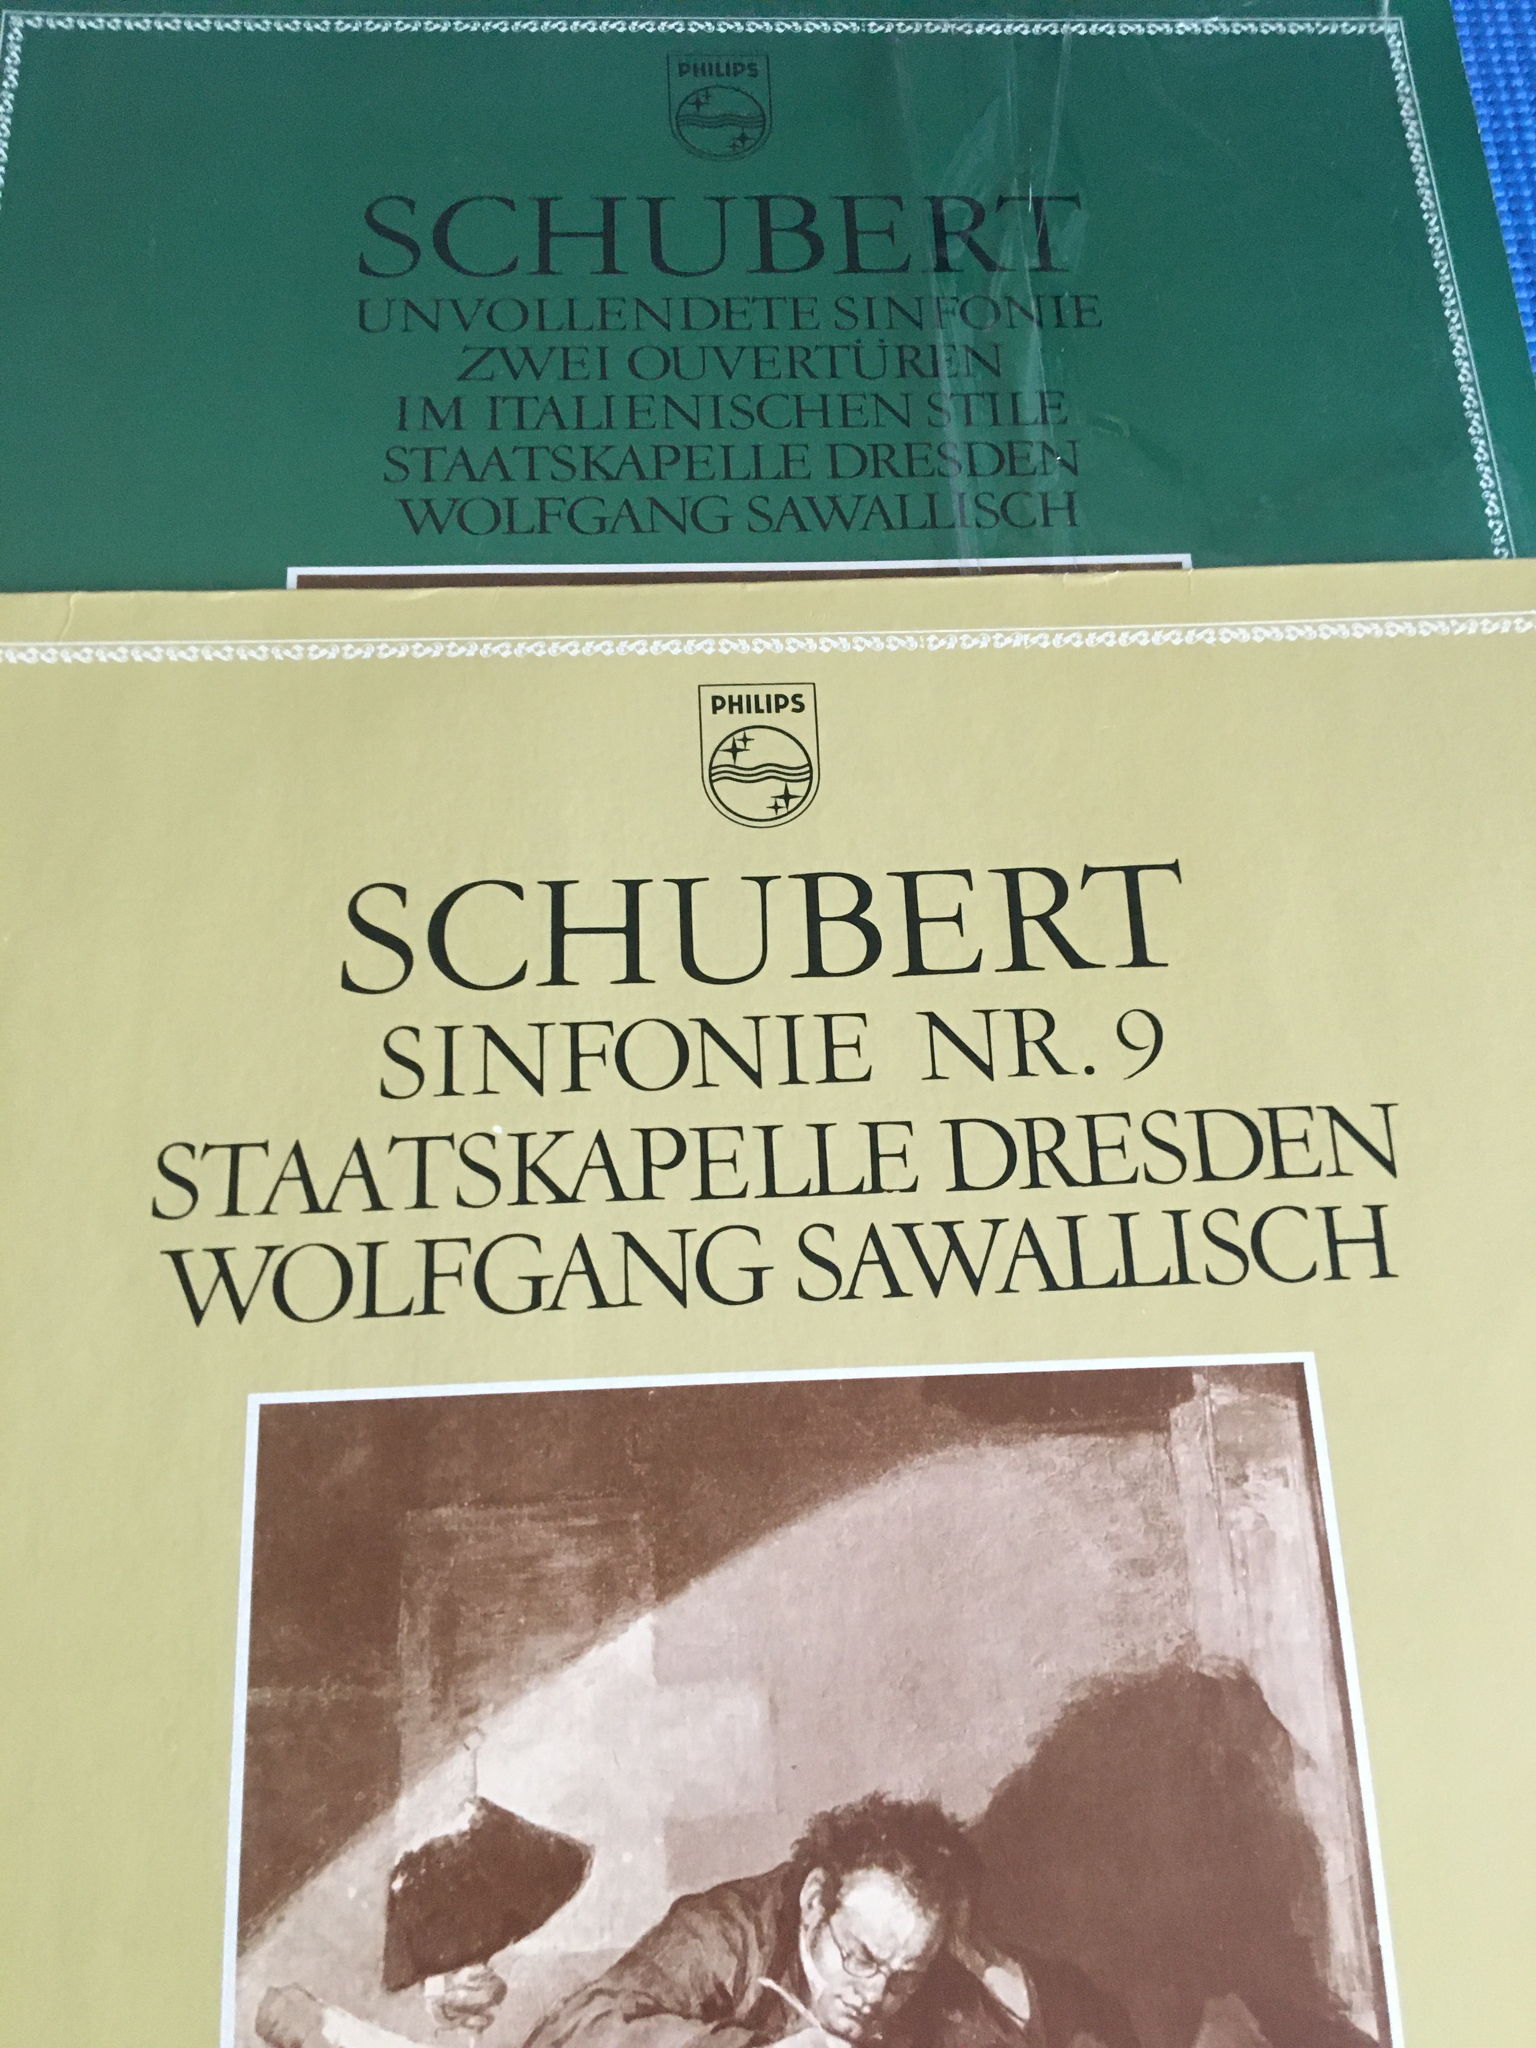 PHILIPS
SCHUBERT
UNVOLLENDETE SINFONIE
ZWEI OUVERTÜREN
IM ITALIENISCHEN STILE
STAATSKAPELLE DRESDEN
WOLFGANG SAWALLISCH
PHILIPS
SCHUBERT
SINFONIE NR. 9
STAATSKAPELLE DRESDEN
WOLFGANG SAWALLISCH